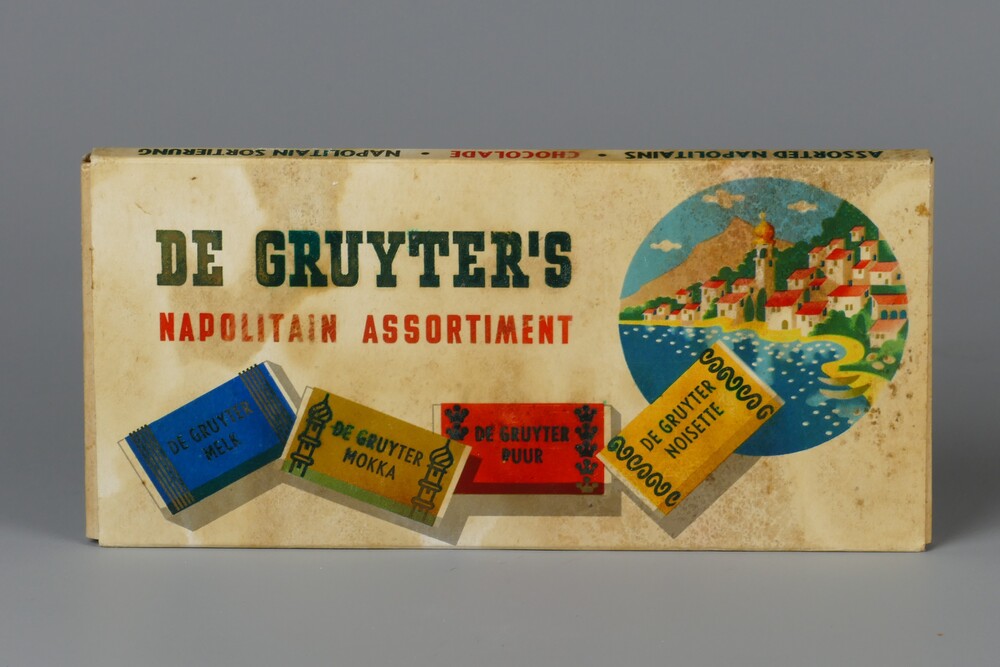 ASSORTED NAPOLITAINS • CHOCOLADE • NAPOLITAIN SORTIERUNG
DE GRUYTER'S
NAPOLITAIN ASSORTIMENT
DE GRUYTER
MELK
DE GRUYTER
MOKKA
DE GRUYTER
PUUR
DE GRUYTER
NOISETTE